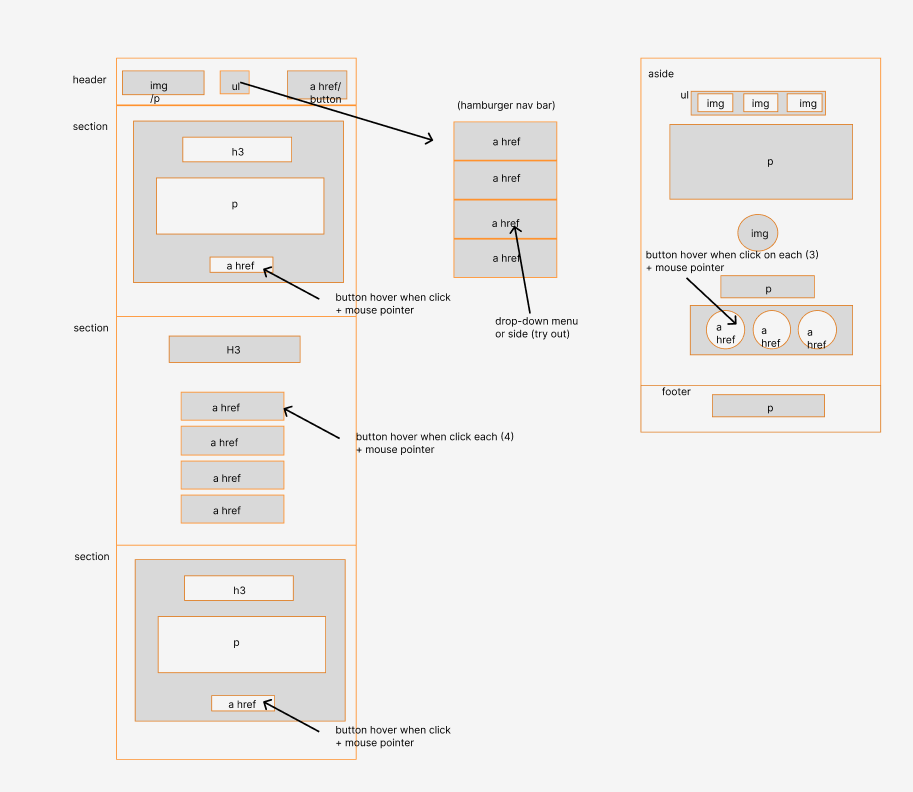 header
img
/p
ul
a href/
button
section
h3
p
a href
button hover when click
+ mouse pointer
(hamburger nav bar)
a href
a href
a href
a href
drop-down menu
or side (try out)
section
H3
a href
a href
a href
a href
button hover when click each (4)
+ mouse pointer
section
h3
p
a href
button hover when click
+ mouse pointer
aside
ul
img
img
img
p
img
button hover when click on each (3)
+ mouse pointer
p
a
href
a
href
a
href
footer
p